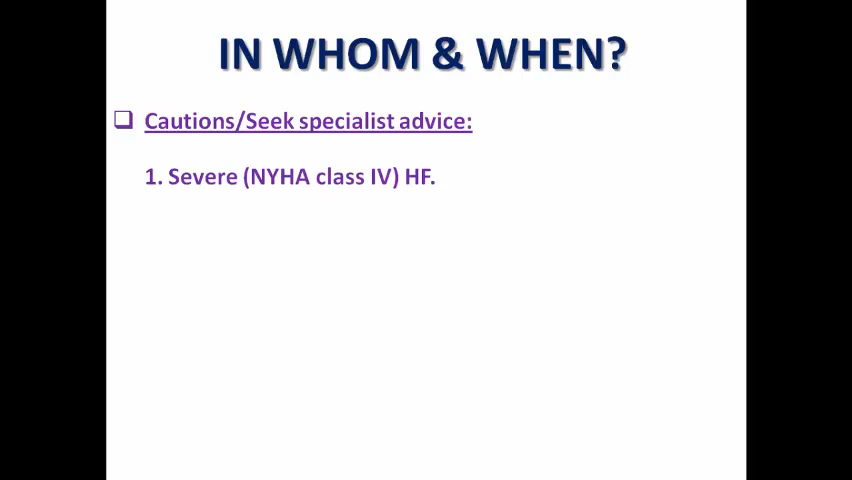 IN WHOM & WHEN?
Cautions/Seek specialist advice:
1. Severe (NYHA class IV) HF.